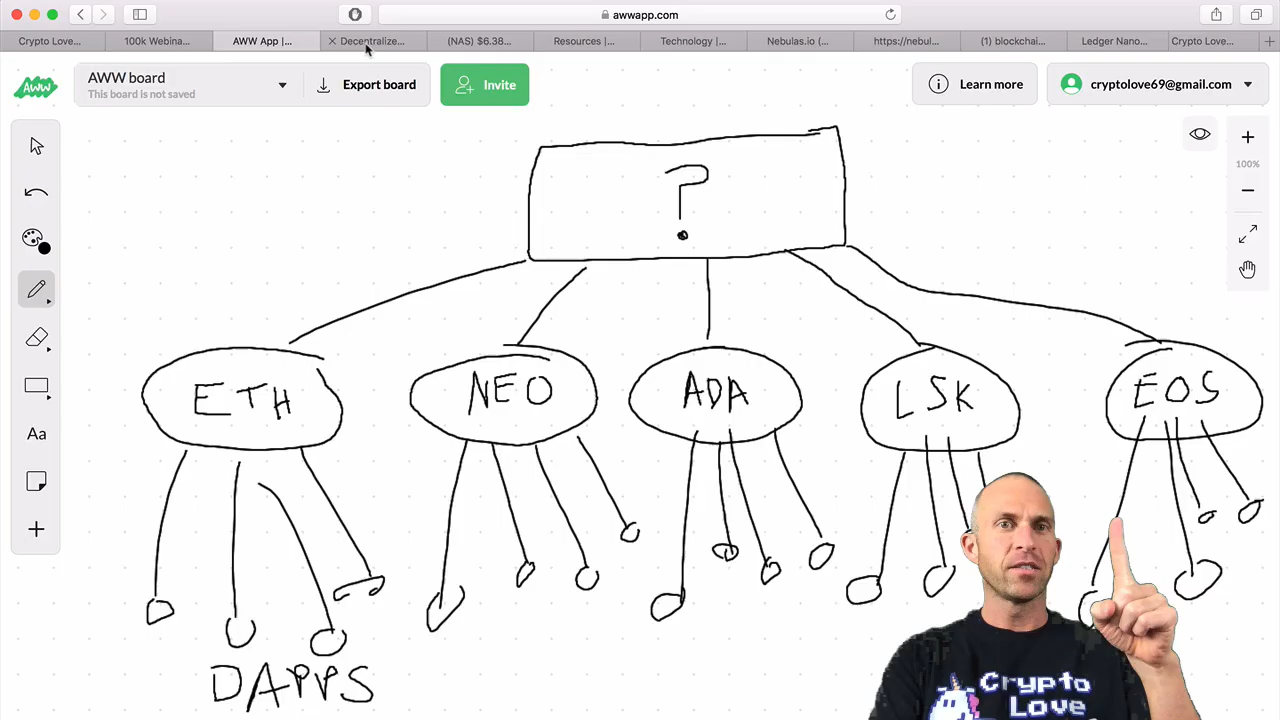 awwapp.com
Crypto Love...
100k Webina...
AWW App |...
Decentralize...
(NAS) $6.38...
Resources |...
Technology |...
Nebulas.io (...
https://nebul...
(1) blockchai...
Ledger Nano...
Crypto Love...
AWW
AWW board
This board is not saved
Export board
Invite
Learn more
cryptolove69@gmail.com
100%
?
ETH
NEO
ADA
LSK
EOS
Aa
DAPPS
Crypto
Love